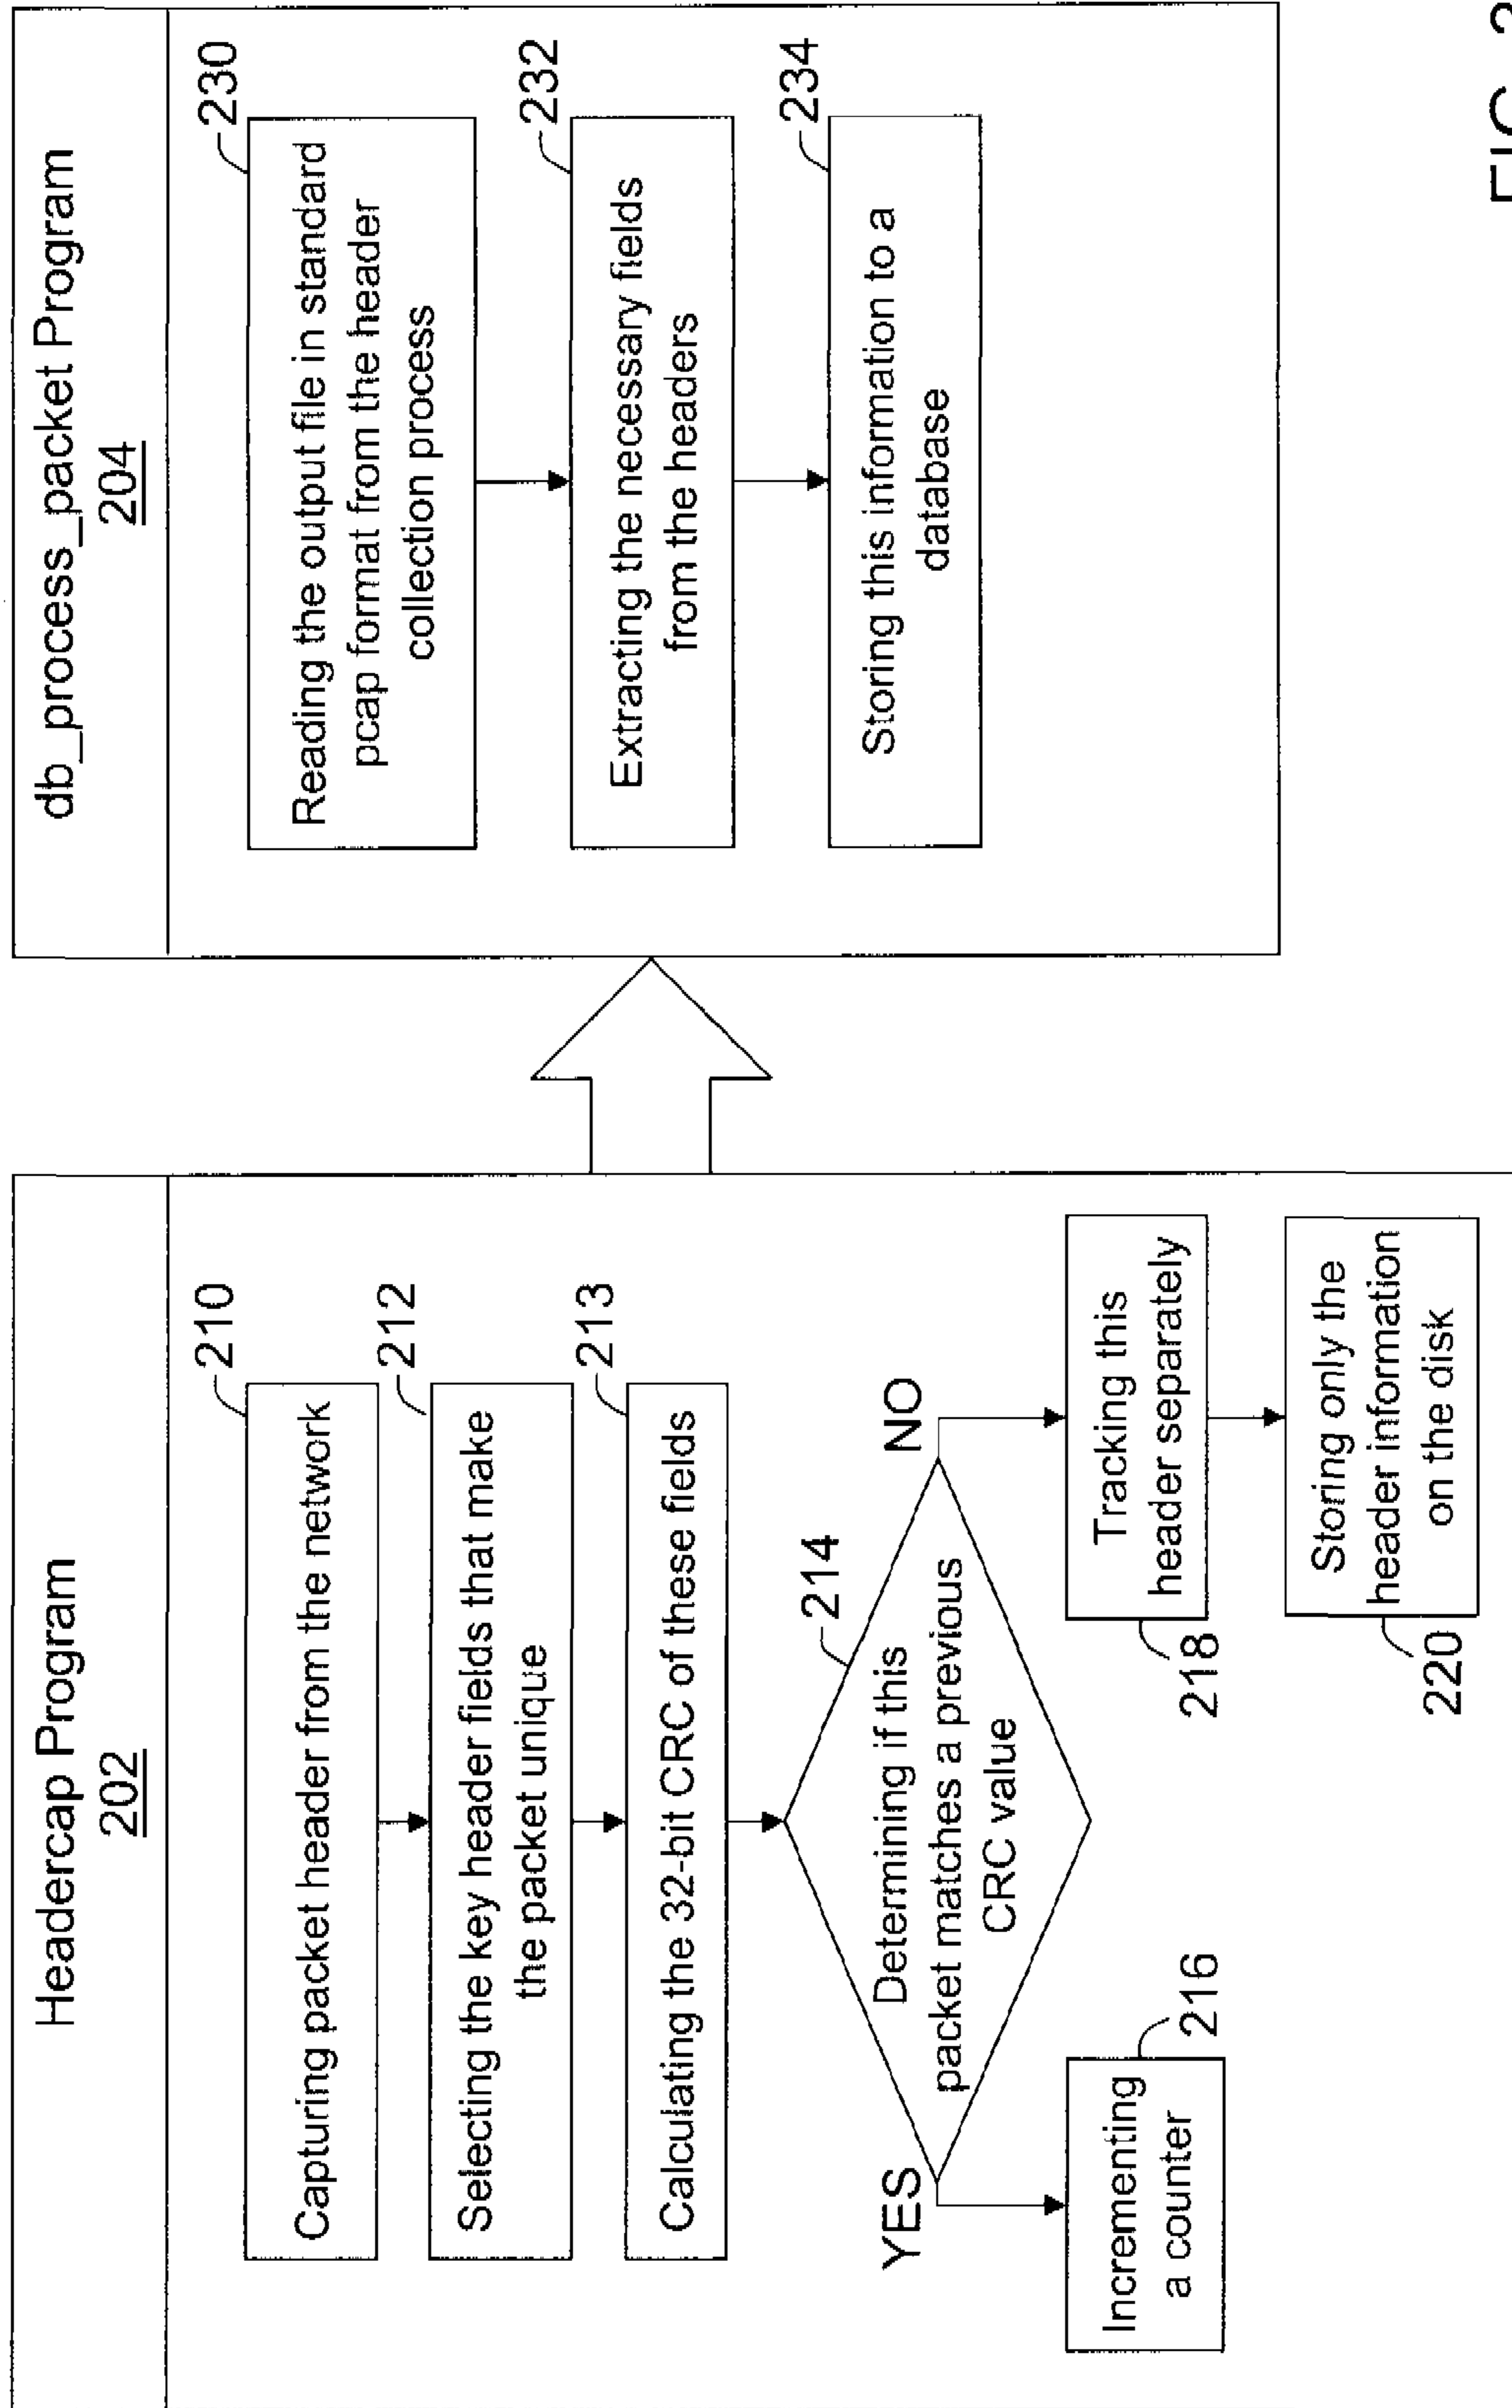 Headercap Program
202
210
Capturing packet header from the network
212
Selecting the key header fields that make
the packet unique
213
Calculating the 32-bit CRC of these fields
214
Determining if this
packet matches a previous
CRC value
YES
NO
Incrementing
a counter
216
Tracking this
header separately
218
Storing only the
header information
on the disk
220
db_process_packet Program
204
230
Reading the output file in standard
pcap format from the header
collection process
232
Extracting the necessary fields
from the headers
234
Storing this information to a
database